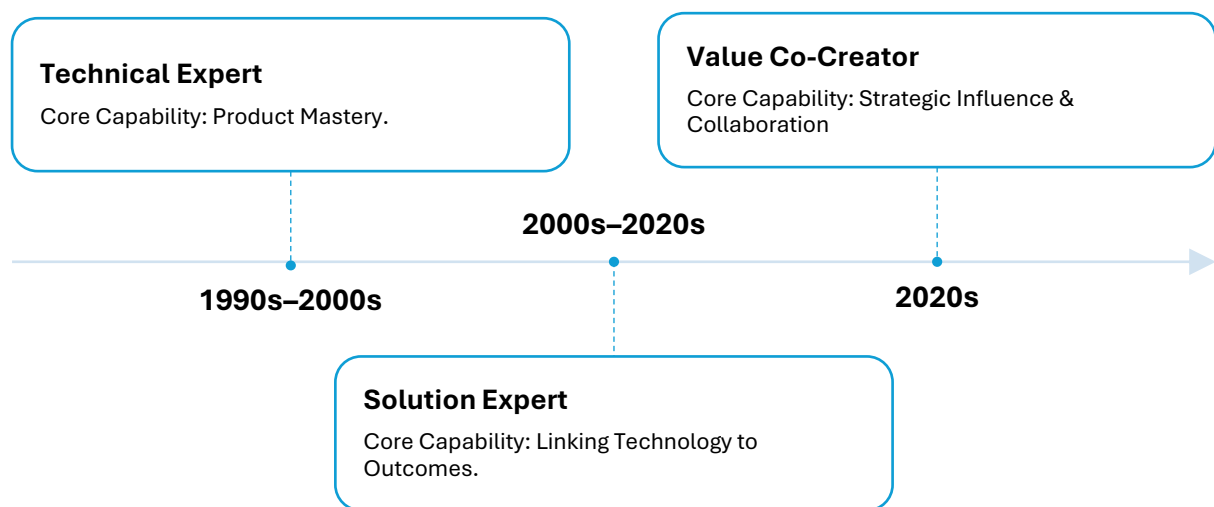 Technical Expert
Core Capability: Product Mastery.
Value Co-Creator
Core Capability: Strategic Influence &
Collaboration
2000s–2020s
1990s–2000s
2020s
Solution Expert
Core Capability: Linking Technology to
Outcomes.